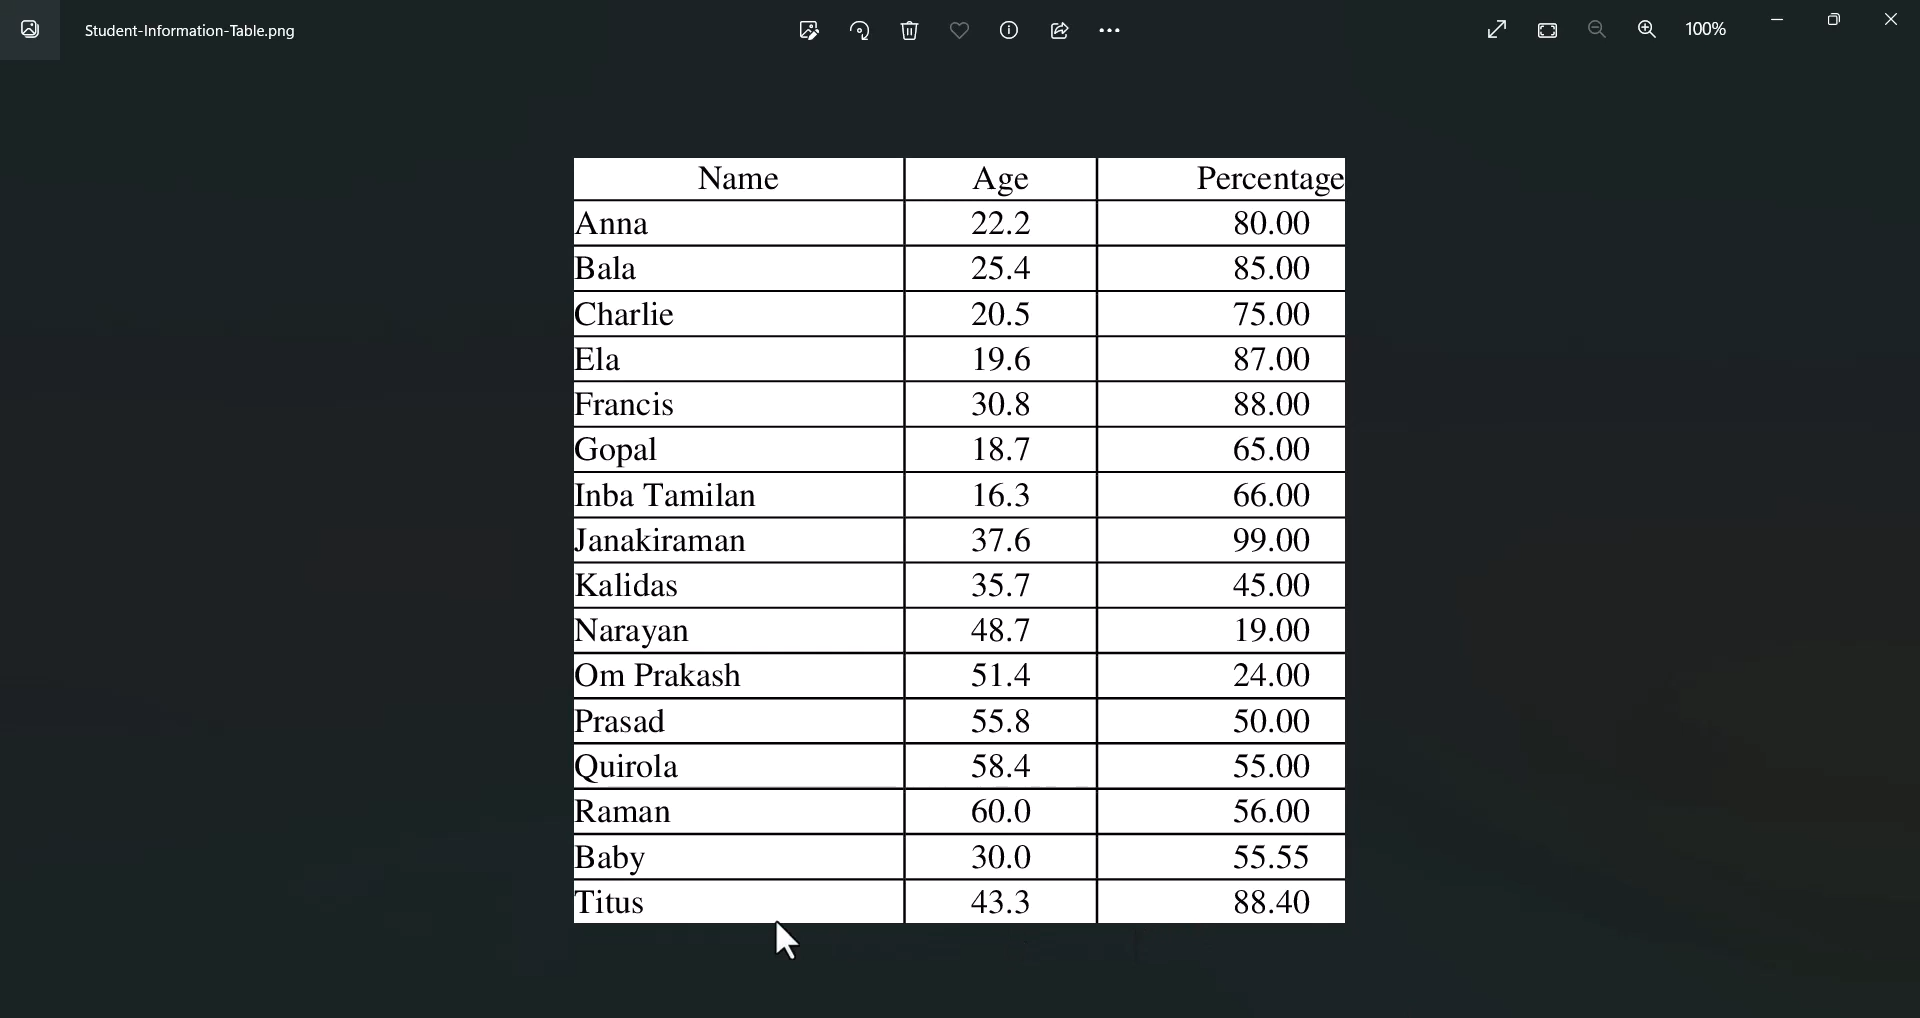 Student-Information-Table.png
100%
Name Age Percentage
Anna 22.2 80.00
Bala 25.4 85.00
Charlie 20.5 75.00
Ela 19.6 87.00
Francis 30.8 88.00
Gopal 18.7 65.00
Inba Tamilan 16.3 66.00
Janakiraman 37.6 99.00
Kalidas 35.7 45.00
Narayan 48.7 19.00
Om Prakash 51.4 24.00
Prasad 55.8 50.00
Quirola 58.4 55.00
Raman 60.0 56.00
Baby 30.0 55.55
Titus 43.3 88.40